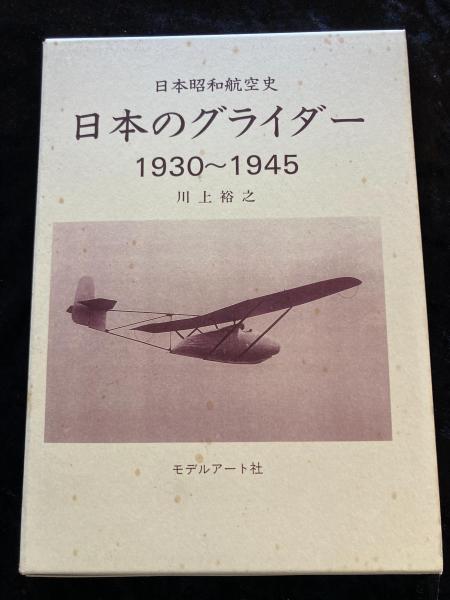 日本昭和航空史
日本のグライダー
1930〜1945
川上裕之
モデルアート社